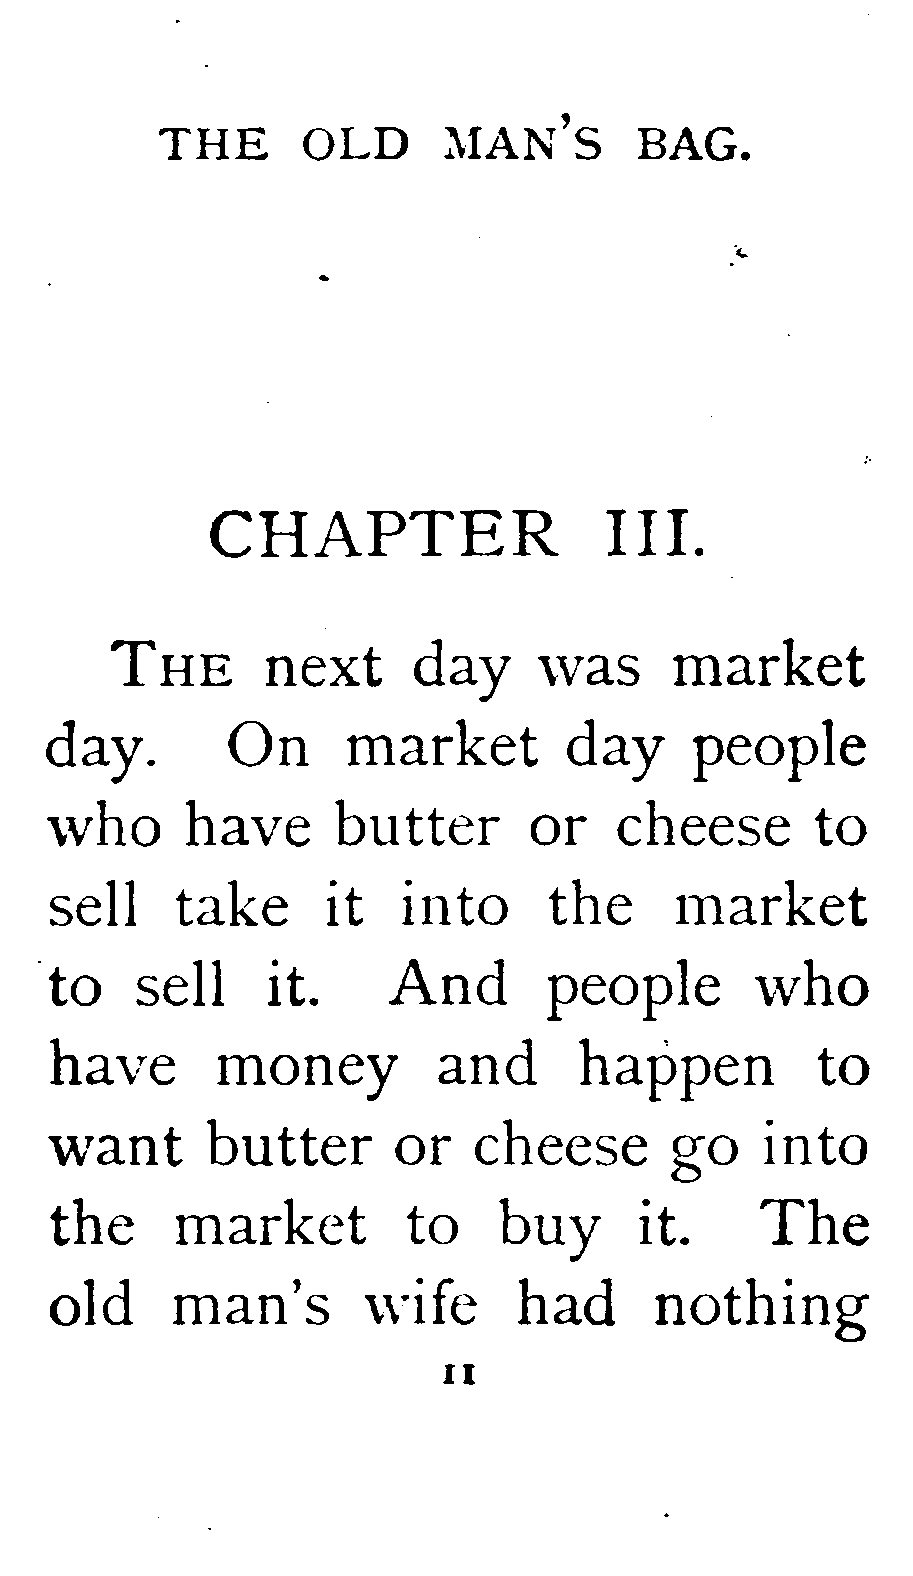 THE OLD MAN'S BAG.
CHAPTER III.
THE next day was market
day. On market day people
who have butter or cheese to
sell take it into the market
to sell it. And people who
have money and happen to
want butter or cheese go into
the market to buy it. The
old man's wife had nothing
11